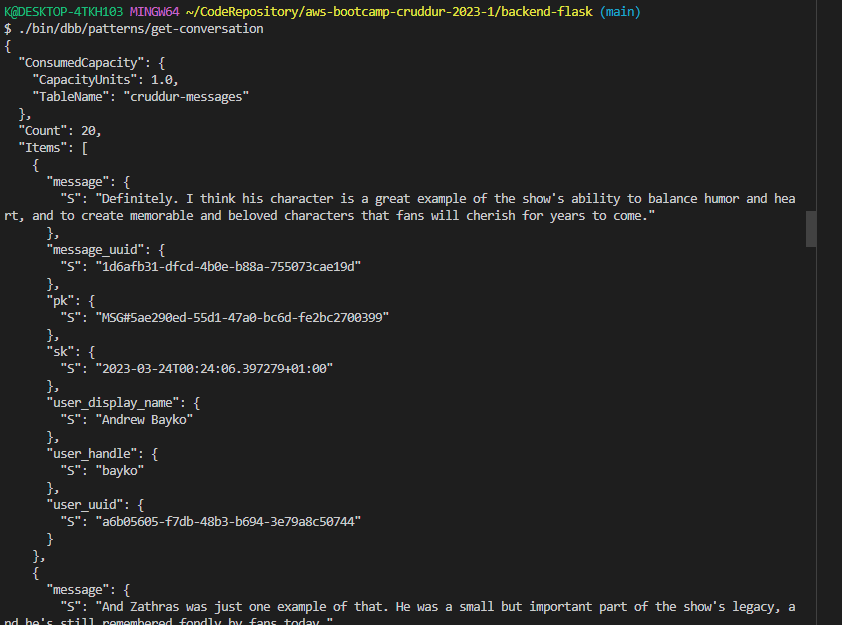 K@DESKTOP-4TKH103 MINGW64 ~/CodeRepository/aws-bootcamp-cruddur-2023-1/backend-flask (main)
$ ./bin/dbb/patterns/get-conversation
{
  "ConsumedCapacity": {
    "CapacityUnits": 1.0,
    "TableName": "cruddur-messages"
  },
  "Count": 20,
  "Items": [
    {
      "message": {
        "S": "Definitely. I think his character is a great example of the show's ability to balance humor and hea
rt, and to create memorable and beloved characters that fans will cherish for years to come."
      },
      "message_uuid": {
        "S": "1d6afb31-dfcd-4b0e-b88a-755073cae19d"
      },
      "pk": {
        "S": "MSG#5ae290ed-55d1-47a0-bc6d-fe2bc2700399"
      },
      "sk": {
        "S": "2023-03-24T00:24:06.397279+01:00"
      },
      "user_display_name": {
        "S": "Andrew Bayko"
      },
      "user_handle": {
        "S": "bayko"
      },
      "user_uuid": {
        "S": "a6b05605-f7db-48b3-b694-3e79a8c50744"
      }
    },
    {
      "message": {
        "S": "And Zathras was just one example of that. He was a small but important part of the show's legacy, a
nd he's still remembered fondly by fans today."